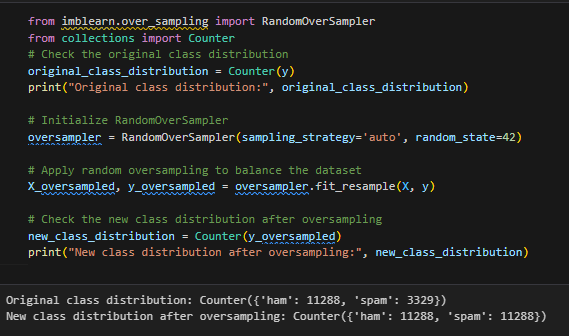 from imblearn.over_sampling import RandomOverSampler
from collections import Counter
# Check the original class distribution
original_class_distribution = Counter(y)
print("Original class distribution:", original_class_distribution)
# Initialize RandomOverSampler
oversampler = RandomOverSampler(sampling_strategy='auto', random_state=42)
# Apply random oversampling to balance the dataset
X_oversampled, y_oversampled = oversampler.fit_resample(X, y)
# Check the new class distribution after oversampling
new_class_distribution = Counter(y_oversampled)
print("New class distribution after oversampling:", new_class_distribution)
Original class distribution: Counter({'ham': 11288, 'spam': 3329})
New class distribution after oversampling: Counter({'ham': 11288, 'spam': 11288})